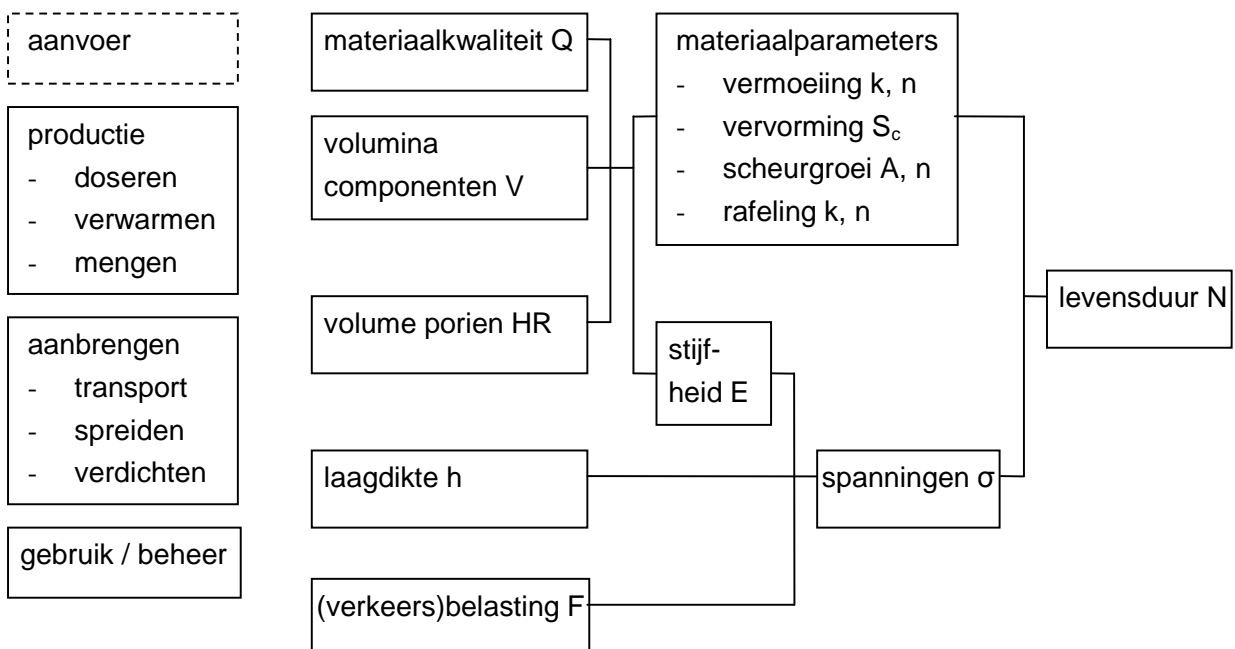 aanvoer
productie
- doseren
- verwarmen
- mengen
aanbrengen
- transport
- spreiden
- verdichten
gebruik / beheer
materiaalkwaliteit Q
volumina
componenten V
volume porien HR
laagdikte h
(verkeers)belasting F
materiaalparameters
- vermoeiing k, n
- vervorming Sc
- scheurgroei A, n
- rafeling k, n
stijf-
heid E
spanningen σ
levensduur N